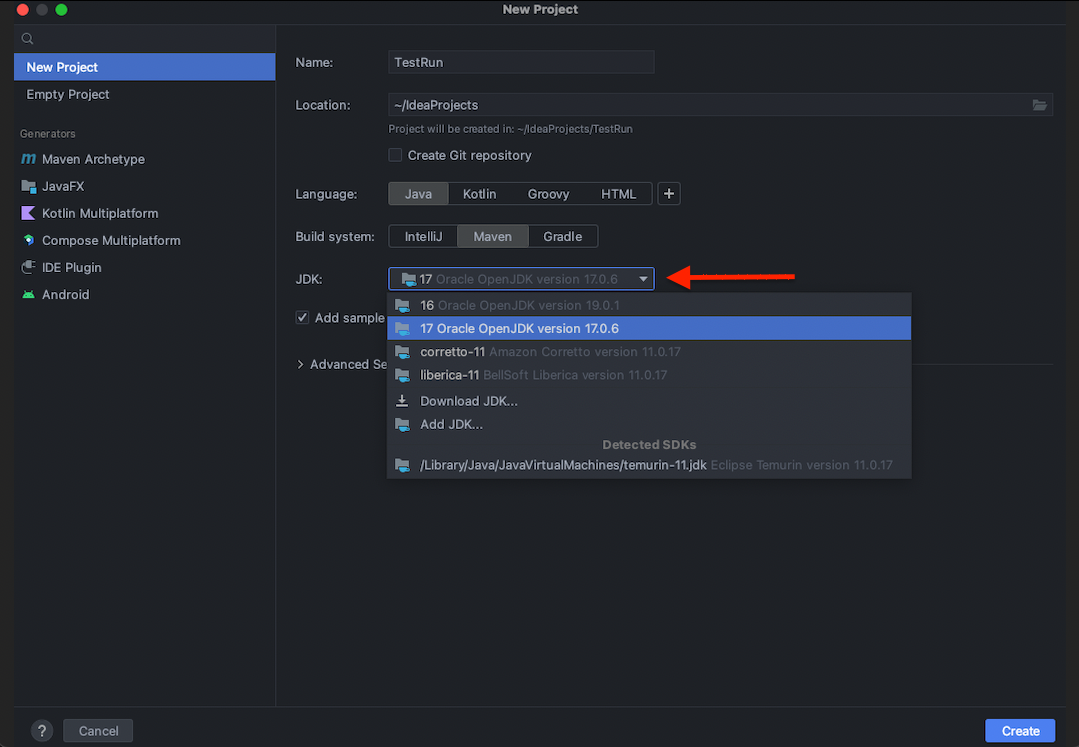 New Project
New Project
Empty Project
Generators
m Maven Archetype
JavaFX
Kotlin Multiplatform
Compose Multiplatform
IDE Plugin
Android
Name: TestRun
Location: ~/IdeaProjects
Project will be created in: ~/IdeaProjects/TestRun
Create Git repository
Language: Java Kotlin Groovy HTML +
Build system: IntelliJ Maven Gradle
JDK: 17 Oracle OpenJDK version 17.0.6
16 Oracle OpenJDK version 19.0.1
Add sample
17 Oracle OpenJDK version 17.0.6
corretto-11 Amazon Corretto version 11.0.17
Advanced Se
liberica-11 BellSoft Liberica version 11.0.17
Download JDK...
Add JDK...
Detected SDKs
/Library/Java/JavaVirtualMachines/temurin-11.jdk Eclipse Temurin version 11.0.17
? Cancel Create